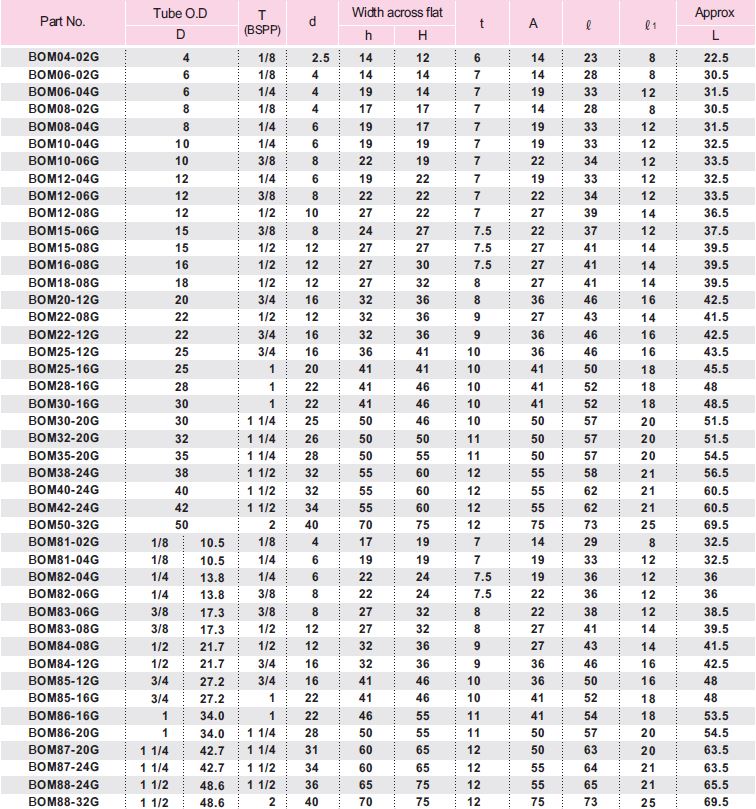 Part No. Tube O.D T (BSPP) d Width across flat t A ℓ ℓ1 Approx
D h H L
BOM04-02G 4 1/8 2.5 14 12 6 14 23 8 22.5
BOM06-02G 6 1/8 4 14 14 7 14 28 8 30.5
BOM06-04G 6 1/4 4 19 14 7 19 33 12 31.5
BOM08-02G 8 1/8 4 17 17 7 14 28 8 30.5
BOM08-04G 8 1/4 6 19 17 7 19 33 12 31.5
BOM10-04G 10 1/4 6 19 19 7 19 33 12 32.5
BOM10-06G 10 3/8 8 22 19 7 22 34 12 33.5
BOM12-04G 12 1/4 6 19 22 7 19 33 12 32.5
BOM12-06G 12 3/8 8 22 22 7 22 34 12 33.5
BOM12-08G 12 1/2 10 27 22 7 27 39 14 36.5
BOM15-06G 15 3/8 8 24 27 7.5 22 37 12 37.5
BOM15-08G 15 1/2 12 27 27 7.5 27 41 14 39.5
BOM16-08G 16 1/2 12 27 30 7.5 27 41 14 39.5
BOM18-08G 18 1/2 12 27 32 8 27 41 14 39.5
BOM20-12G 20 3/4 16 32 36 8 36 46 16 42.5
BOM22-08G 22 1/2 12 32 36 9 27 43 14 41.5
BOM22-12G 22 3/4 16 32 36 9 36 46 16 42.5
BOM25-12G 25 3/4 16 36 41 10 36 46 16 43.5
BOM25-16G 25 1 20 41 41 10 41 50 18 45.5
BOM28-16G 28 1 22 41 46 10 41 52 18 48
BOM30-16G 30 1 22 41 46 10 41 52 18 48.5
BOM30-20G 30 1 1/4 25 50 46 10 50 57 20 51.5
BOM32-20G 32 1 1/4 26 50 50 11 50 57 20 51.5
BOM35-20G 35 1 1/4 28 50 55 11 50 57 20 54.5
BOM38-24G 38 1 1/2 32 55 60 12 55 58 21 56.5
BOM40-24G 40 1 1/2 32 55 60 12 55 62 21 60.5
BOM42-24G 42 1 1/2 34 55 60 12 55 62 21 60.5
BOM50-32G 50 2 40 70 75 12 75 73 25 69.5
BOM81-02G 1/8 10.5 1/8 4 17 19 7 14 29 8 32.5
BOM81-04G 1/8 10.5 1/4 6 19 19 7 19 33 12 32.5
BOM82-04G 1/4 13.8 1/4 6 22 24 7.5 19 36 12 36
BOM82-06G 1/4 13.8 3/8 8 22 24 7.5 22 36 12 36
BOM83-06G 3/8 17.3 3/8 8 27 32 8 22 38 12 38.5
BOM83-08G 3/8 17.3 1/2 12 27 32 8 27 41 14 39.5
BOM84-08G 1/2 21.7 1/2 12 32 36 9 27 43 14 41.5
BOM84-12G 1/2 21.7 3/4 16 32 36 9 36 46 16 42.5
BOM85-12G 3/4 27.2 3/4 16 41 46 10 36 50 16 48
BOM85-16G 3/4 27.2 1 22 41 46 10 41 52 18 48
BOM86-16G 1 34.0 1 22 46 55 11 41 54 18 53.5
BOM86-20G 1 34.0 1 1/4 28 50 55 11 50 57 20 54.5
BOM87-20G 1 1/4 42.7 1 1/4 31 60 65 12 50 63 20 63.5
BOM87-24G 1 1/4 42.7 1 1/2 34 60 65 12 55 64 21 63.5
BOM88-24G 1 1/2 48.6 1 1/2 36 65 75 12 55 65 21 65.5
BOM88-32G 1 1/2 48.6 2 40 70 75 12 75 73 25 69.5